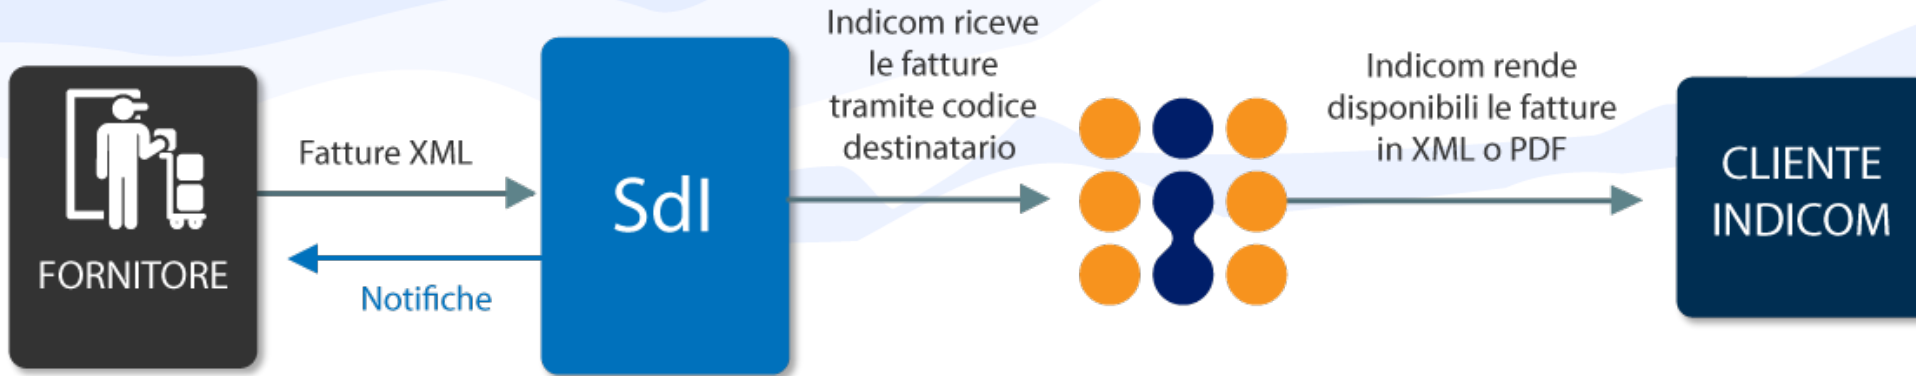 FORNITORE
Fatture XML
Notifiche
SdI
Indicom riceve
le fatture
tramite codice
destinatario
Indicom rende
disponibili le fatture
in XML o PDF
CLIENTE
INDICOM